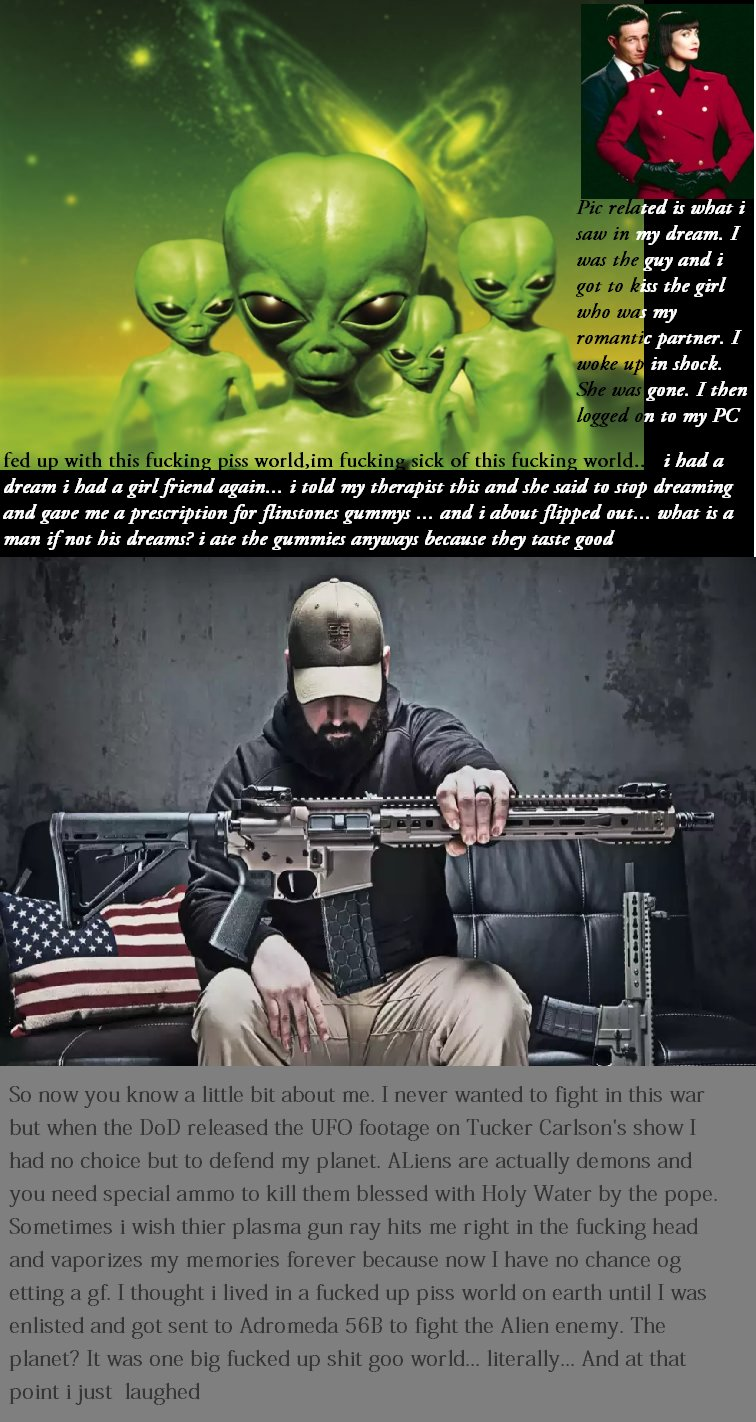 Pic related is what i
saw in my dream. I
was the guy and i
got to kiss the girl
who was my
romantic partner. I
woke up in shock.
She was gone. I then
logged on to my PC
fed up with this fucking piss world,im fucking sick of this fucking world.. i had a
dream i had a girl friend again... i told my therapist this and she said to stop dreaming
and gave me a prescription for flinstones gummys ... and i about flipped out... what is a
man if not his dreams? i ate the gummies anyways because they taste good
So now you know a little bit about me. I never wanted to fight in this war
but when the DoD released the UFO footage on Tucker Carlson's show I
had no choice but to defend my planet. ALiens are actually demons and
you need special ammo to kill them blessed with Holy Water by the pope.
Sometimes i wish thier plasma gun ray hits me right in the fucking head
and vaporizes my memories forever because now I have no chance og
etting a gf. I thought i lived in a fucked up piss world on earth until I was
enlisted and got sent to Adromeda 56B to fight the Alien enemy. The
planet? It was one big fucked up shit goo world... literally... And at that
point i just  laughed